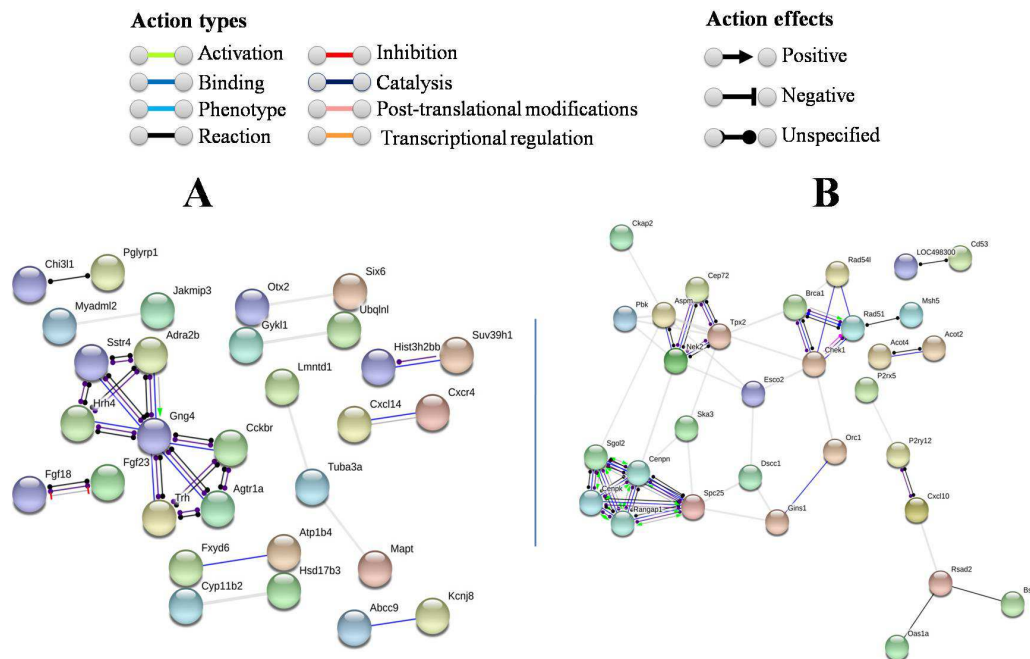 Action types
Activation
Binding
Phenotype
Reaction
Inhibition
Catalysis
Post-translational modifications
Transcriptional regulation
Action effects
Positive
Negative
Unspecified
A
Chi3l1
Pglyrp1
Myadml2
Jakmip3
Otx2
Six6
Gykl1
Ubqlnl
Sstr4
Adra2b
Hist3h2bb
Suv39h1
Lmntd1
Hrh4
Gng4
Cxcl14
Cxcr4
Cckbr
Fgf18
Fgf23
Trh
Agtr1a
Tuba3a
Fxyd6
Atp1b4
Mapt
Cyp11b2
Hsd17b3
Abcc9
Kcnj8
B
Ckap2
LOC498300
Cd53
Cep72
Rad54l
Pbk
Aspm
Tpx2
Brca1
Rad51
Msh5
Nek2
Chek1
Acot4
Acot2
Esco2
P2rx5
Ska3
Sgol2
Cenpn
Orc1
P2ry12
Dscc1
Cenpk
Rangap1
Spc25
Gins1
Cxcl10
Rsad2
Oas1a